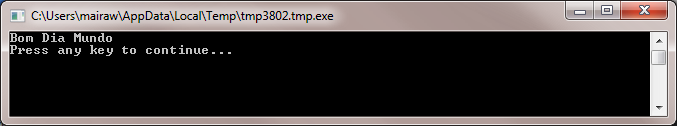 C:\Users\mairaw\AppData\Local\Temp\tmp3802.tmp.exe
Bom Dia Mundo
Press any key to continue...